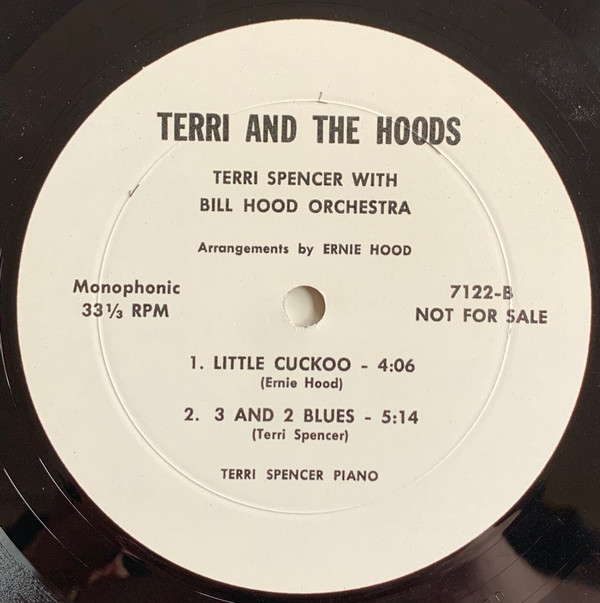 TERRI AND THE HOODS
TERRI SPENCER WITH
BILL HOOD ORCHESTRA
Arrangements by ERNIE HOOD
Monophonic
33⅓ RPM
7122-B
NOT FOR SALE
1. LITTLE CUCKOO - 4:06
(Ernie Hood)
2. 3 AND 2 BLUES - 5:14
(Terri Spencer)
TERRI SPENCER PIANO